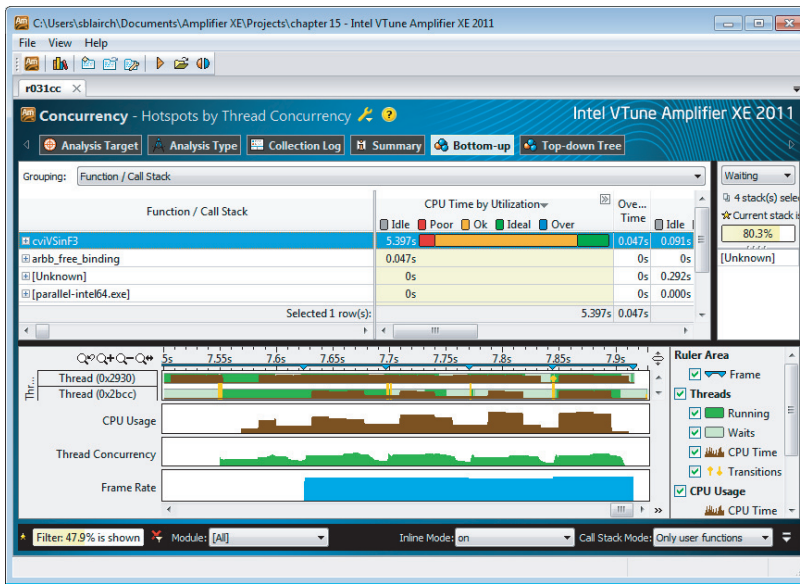 C:\Users\sblairch\Documents\Amplifier XE\Projects\chapter 15 - Intel VTune Amplifier XE 2011
File View Help
r031cc
Concurrency - Hotspots by Thread Concurrency
Intel VTune Amplifier XE 2011
Analysis Target Analysis Type Collection Log Summary Bottom-up Top-down Tree
Grouping: Function / Call Stack
Waiting
Function / Call Stack
CPU Time by Utilization
Ove... Time
Idle Poor Ok Ideal Over
Idle
4 stack(s) selec
Current stack is
80.3%
cviVSinF3 5.397s 0.047s 0.091s
[Unknown]
arbb_free_binding 0.047s 0s 0s
[Unknown] 0s 0s 0.292s
[parallel-intel64.exe] 0s 0s 0.000s
Selected 1 row(s): 5.397s 0.047s
5s 7.55s 7.6s 7.65s 7.7s 7.75s 7.8s 7.85s 7.9s
Thr...
Thread (0x2930)
Thread (0x2bcc)
CPU Usage
Thread Concurrency
Frame Rate
Ruler Area
Frame
Threads
Running
Waits
CPU Time
Transitions
CPU Usage
CPU Time
Filter: 47.9% is shown Module: [All] Inline Mode: on Call Stack Mode: Only user functions